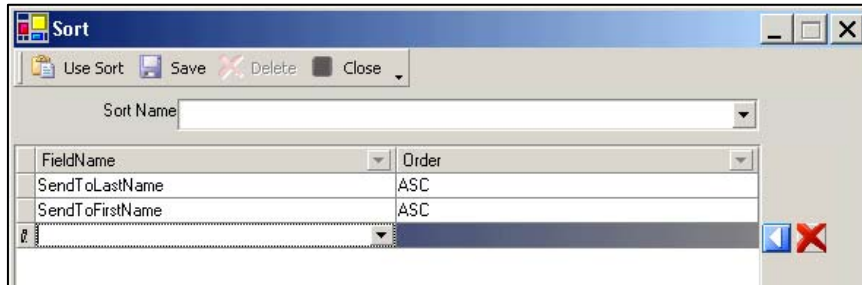 Sort
Use Sort Save Delete Close
Sort Name
FieldName Order
SendToLastName ASC
SendToFirstName ASC